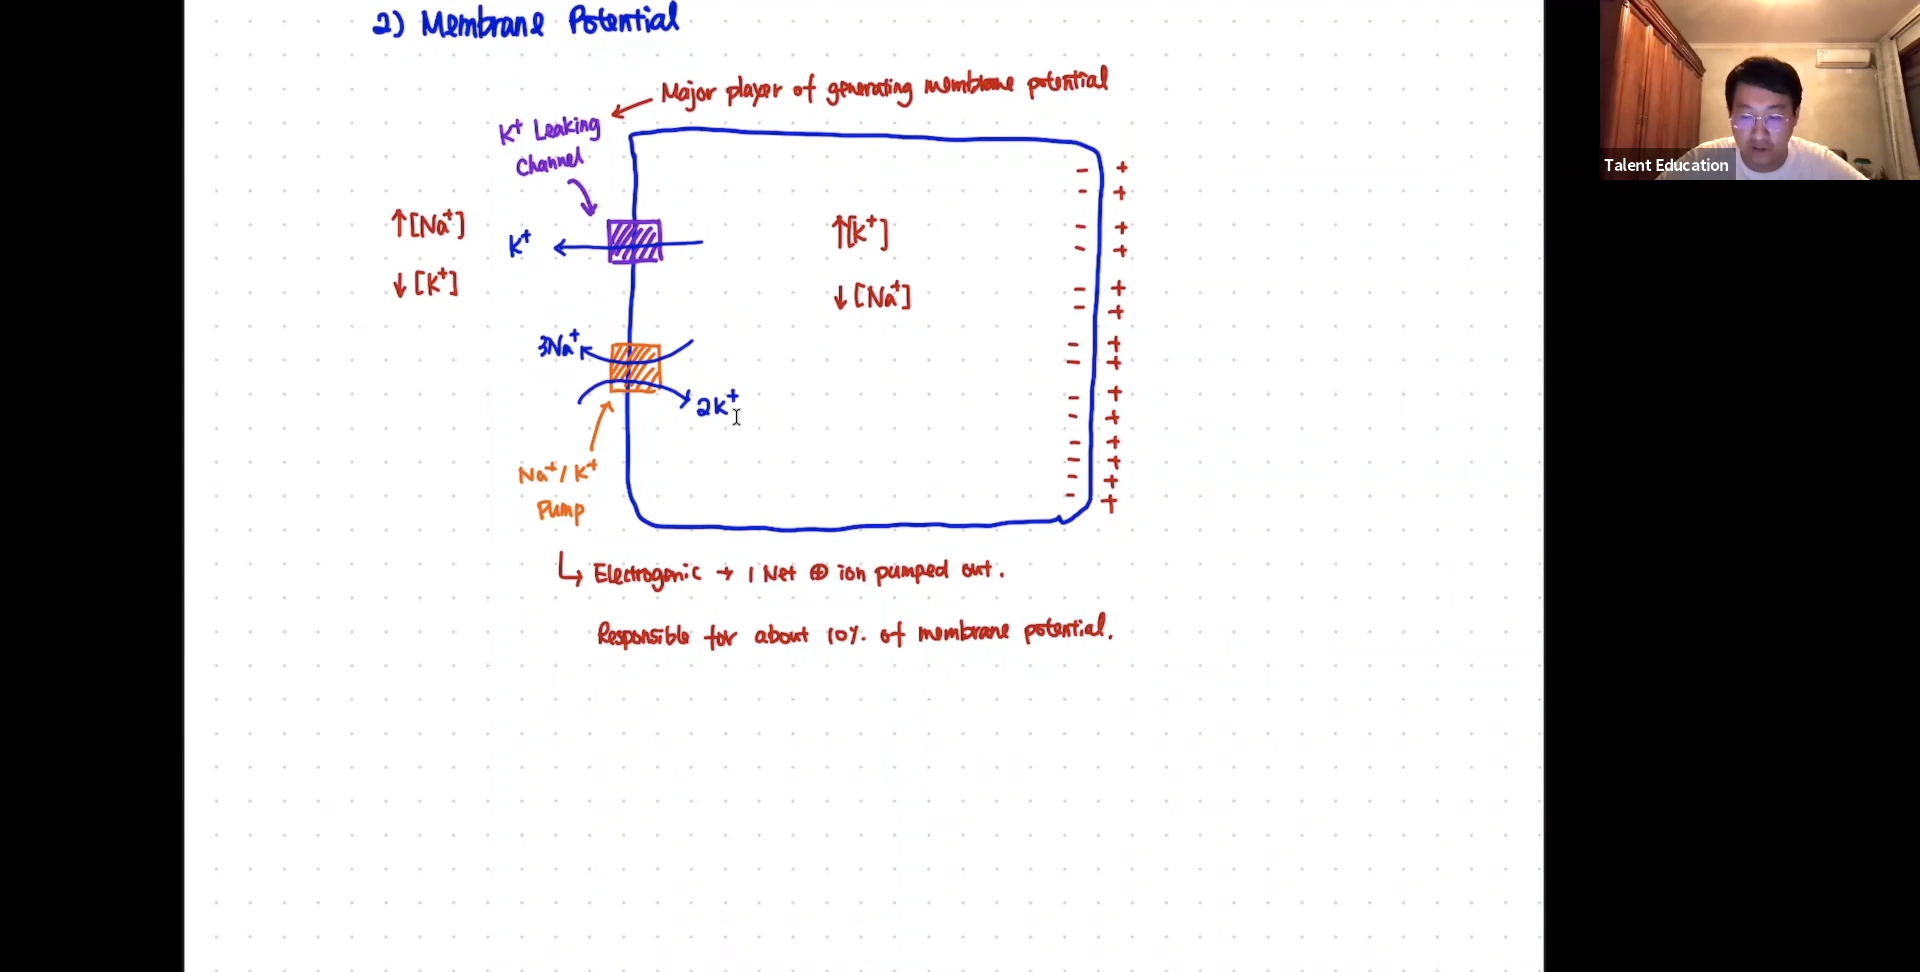 2) Membrane Potential
Major player of generating membrane potential
K+ Leaking
Channel
↑[Na+]
↓[K+]
K+
↑[K+]
↓[Na+]
3Na+
2K+
Na+/K+
Pump
↳ Electrogenic → 1 Net ⊕ ion pumped out.
Responsible for about 10% of membrane potential.
Talent Education